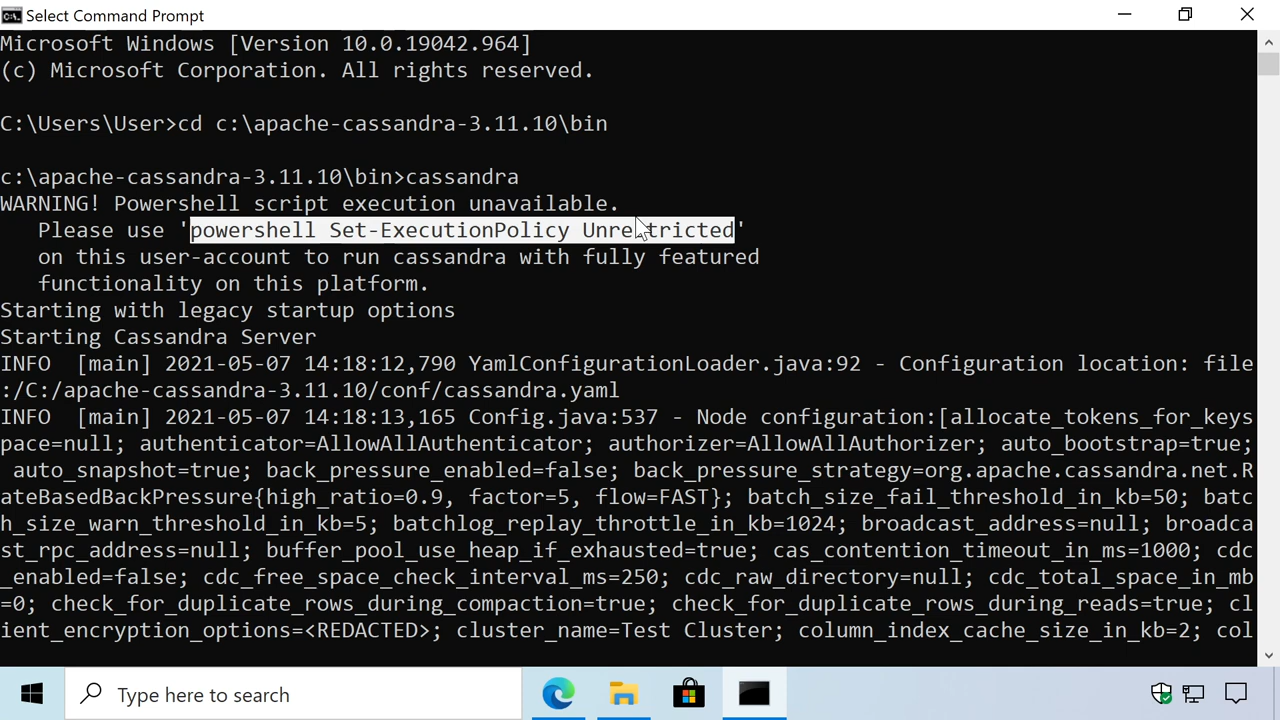 Select Command Prompt
Microsoft Windows [Version 10.0.19042.964]
(c) Microsoft Corporation. All rights reserved.
C:\Users\User>cd c:\apache-cassandra-3.11.10\bin
c:\apache-cassandra-3.11.10\bin>cassandra
WARNING! Powershell script execution unavailable.
Please use 'powershell Set-ExecutionPolicy Unrestricted'
on this user-account to run cassandra with fully featured
functionality on this platform.
Starting with legacy startup options
Starting Cassandra Server
INFO  [main] 2021-05-07 14:18:12,790 YamlConfigurationLoader.java:92 - Configuration location: file
:/C:/apache-cassandra-3.11.10/conf/cassandra.yaml
INFO  [main] 2021-05-07 14:18:13,165 Config.java:537 - Node configuration:[allocate_tokens_for_keys
pace=null; authenticator=AllowAllAuthenticator; authorizer=AllowAllAuthorizer; auto_bootstrap=true;
auto_snapshot=true; back_pressure_enabled=false; back_pressure_strategy=org.apache.cassandra.net.R
ateBasedBackPressure{high_ratio=0.9, factor=5, flow=FAST}; batch_size_fail_threshold_in_kb=50; batc
h_size_warn_threshold_in_kb=5; batchlog_replay_throttle_in_kb=1024; broadcast_address=null; broadca
st_rpc_address=null; buffer_pool_use_heap_if_exhausted=true; cas_contention_timeout_in_ms=1000; cdc
_enabled=false; cdc_free_space_check_interval_ms=250; cdc_raw_directory=null; cdc_total_space_in_mb
=0; check_for_duplicate_rows_during_compaction=true; check_for_duplicate_rows_during_reads=true; cl
ient_encryption_options=<REDACTED>; cluster_name=Test Cluster; column_index_cache_size_in_kb=2; col
Type here to search